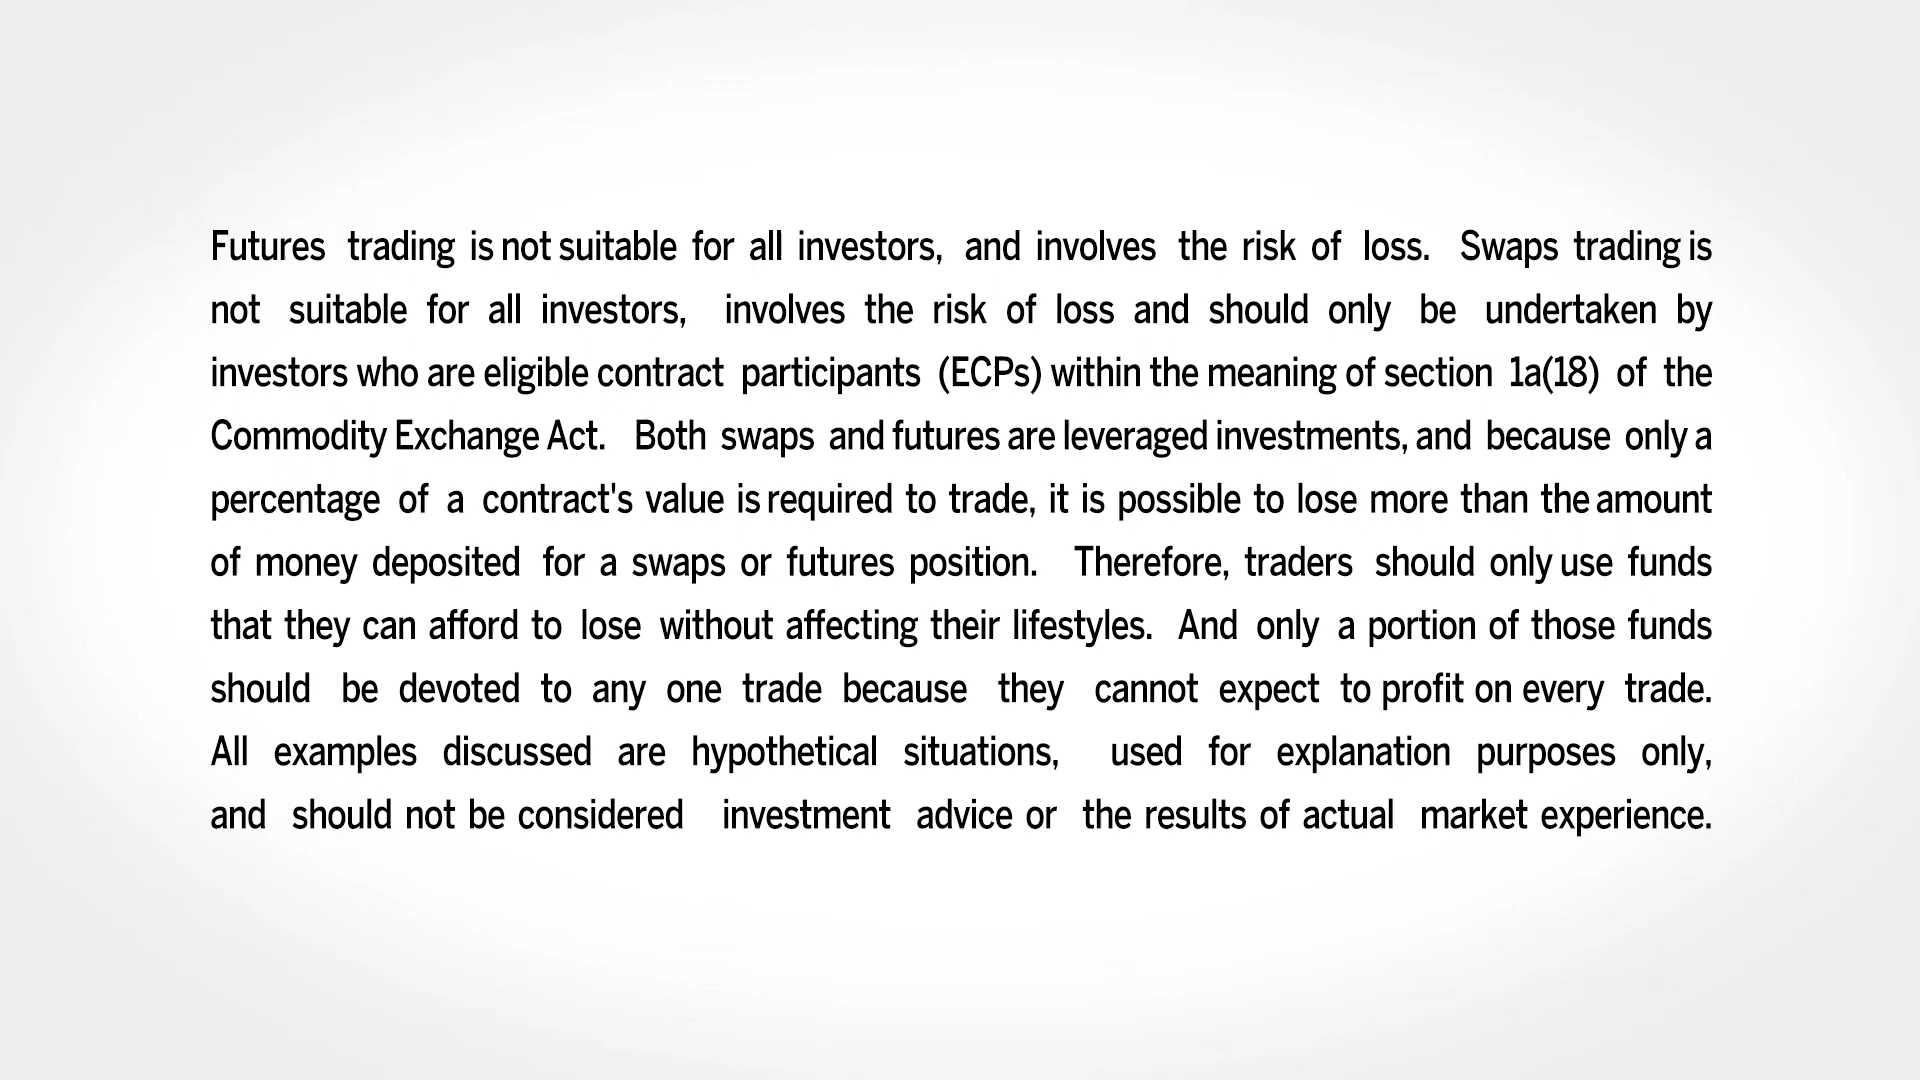 Futures trading is not suitable for all investors, and involves the risk of loss. Swaps trading is
not suitable for all investors, involves the risk of loss and should only be undertaken by
investors who are eligible contract participants (ECPs) within the meaning of section 1a(18) of the
Commodity Exchange Act. Both swaps and futures are leveraged investments, and because only a
percentage of a contract's value is required to trade, it is possible to lose more than the amount
of money deposited for a swaps or futures position. Therefore, traders should only use funds
that they can afford to lose without affecting their lifestyles. And only a portion of those funds
should be devoted to any one trade because they cannot expect to profit on every trade.
All examples discussed are hypothetical situations, used for explanation purposes only,
and should not be considered investment advice or the results of actual market experience.